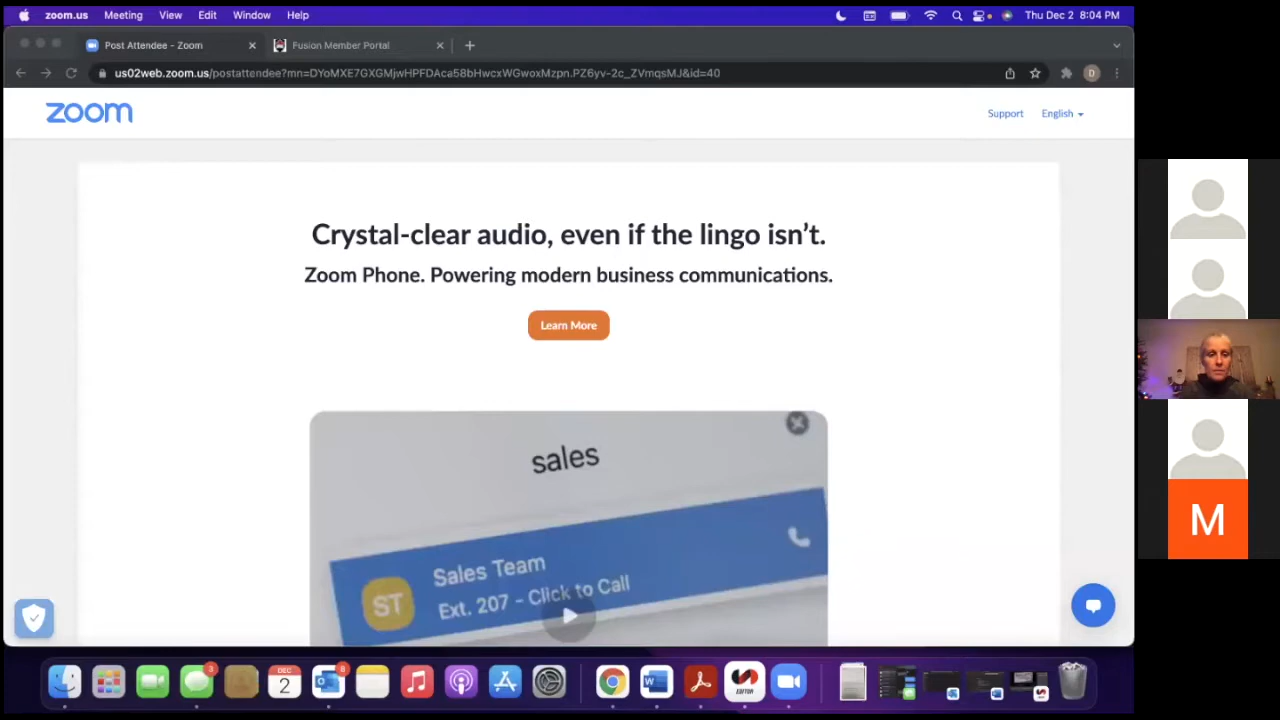 zoom.us Meeting View Edit Window Help Thu Dec 2 8:04 PM
Post Attendee - Zoom Fusion Member Portal
us02web.zoom.us/postattendee?mn=DYoMXE7GXGMjwHPFDAca58bHwcxWGwoxMzpn.PZ6yv-2c_ZVmqsMJ&id=40 D
zoom Support English
Crystal-clear audio, even if the lingo isn't.
Zoom Phone. Powering modern business communications.
Learn More
sales
ST Sales Team
Ext. 207 - Click to Call
M
3
DEC
2
8
W
EDITOR